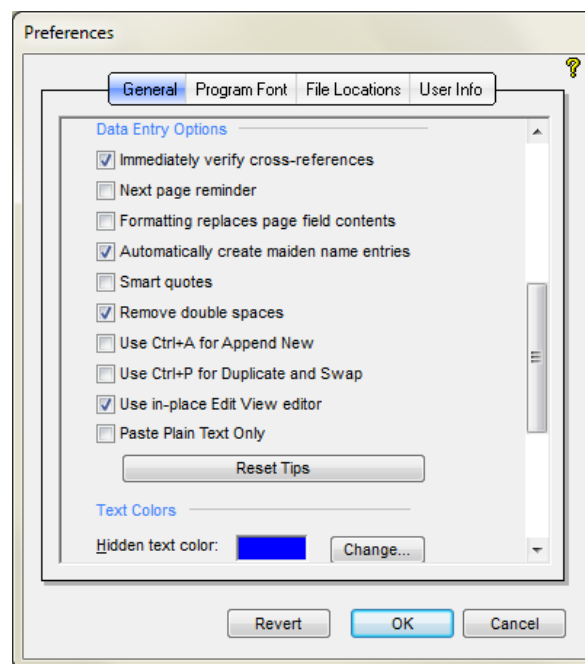 Preferences
General Program Font File Locations User Info
Data Entry Options
Immediately verify cross-references
Next page reminder
Formatting replaces page field contents
Automatically create maiden name entries
Smart quotes
Remove double spaces
Use Ctrl+A for Append New
Use Ctrl+P for Duplicate and Swap
Use in-place Edit View editor
Paste Plain Text Only
Reset Tips
Text Colors
Hidden text color: Change...
Revert OK Cancel